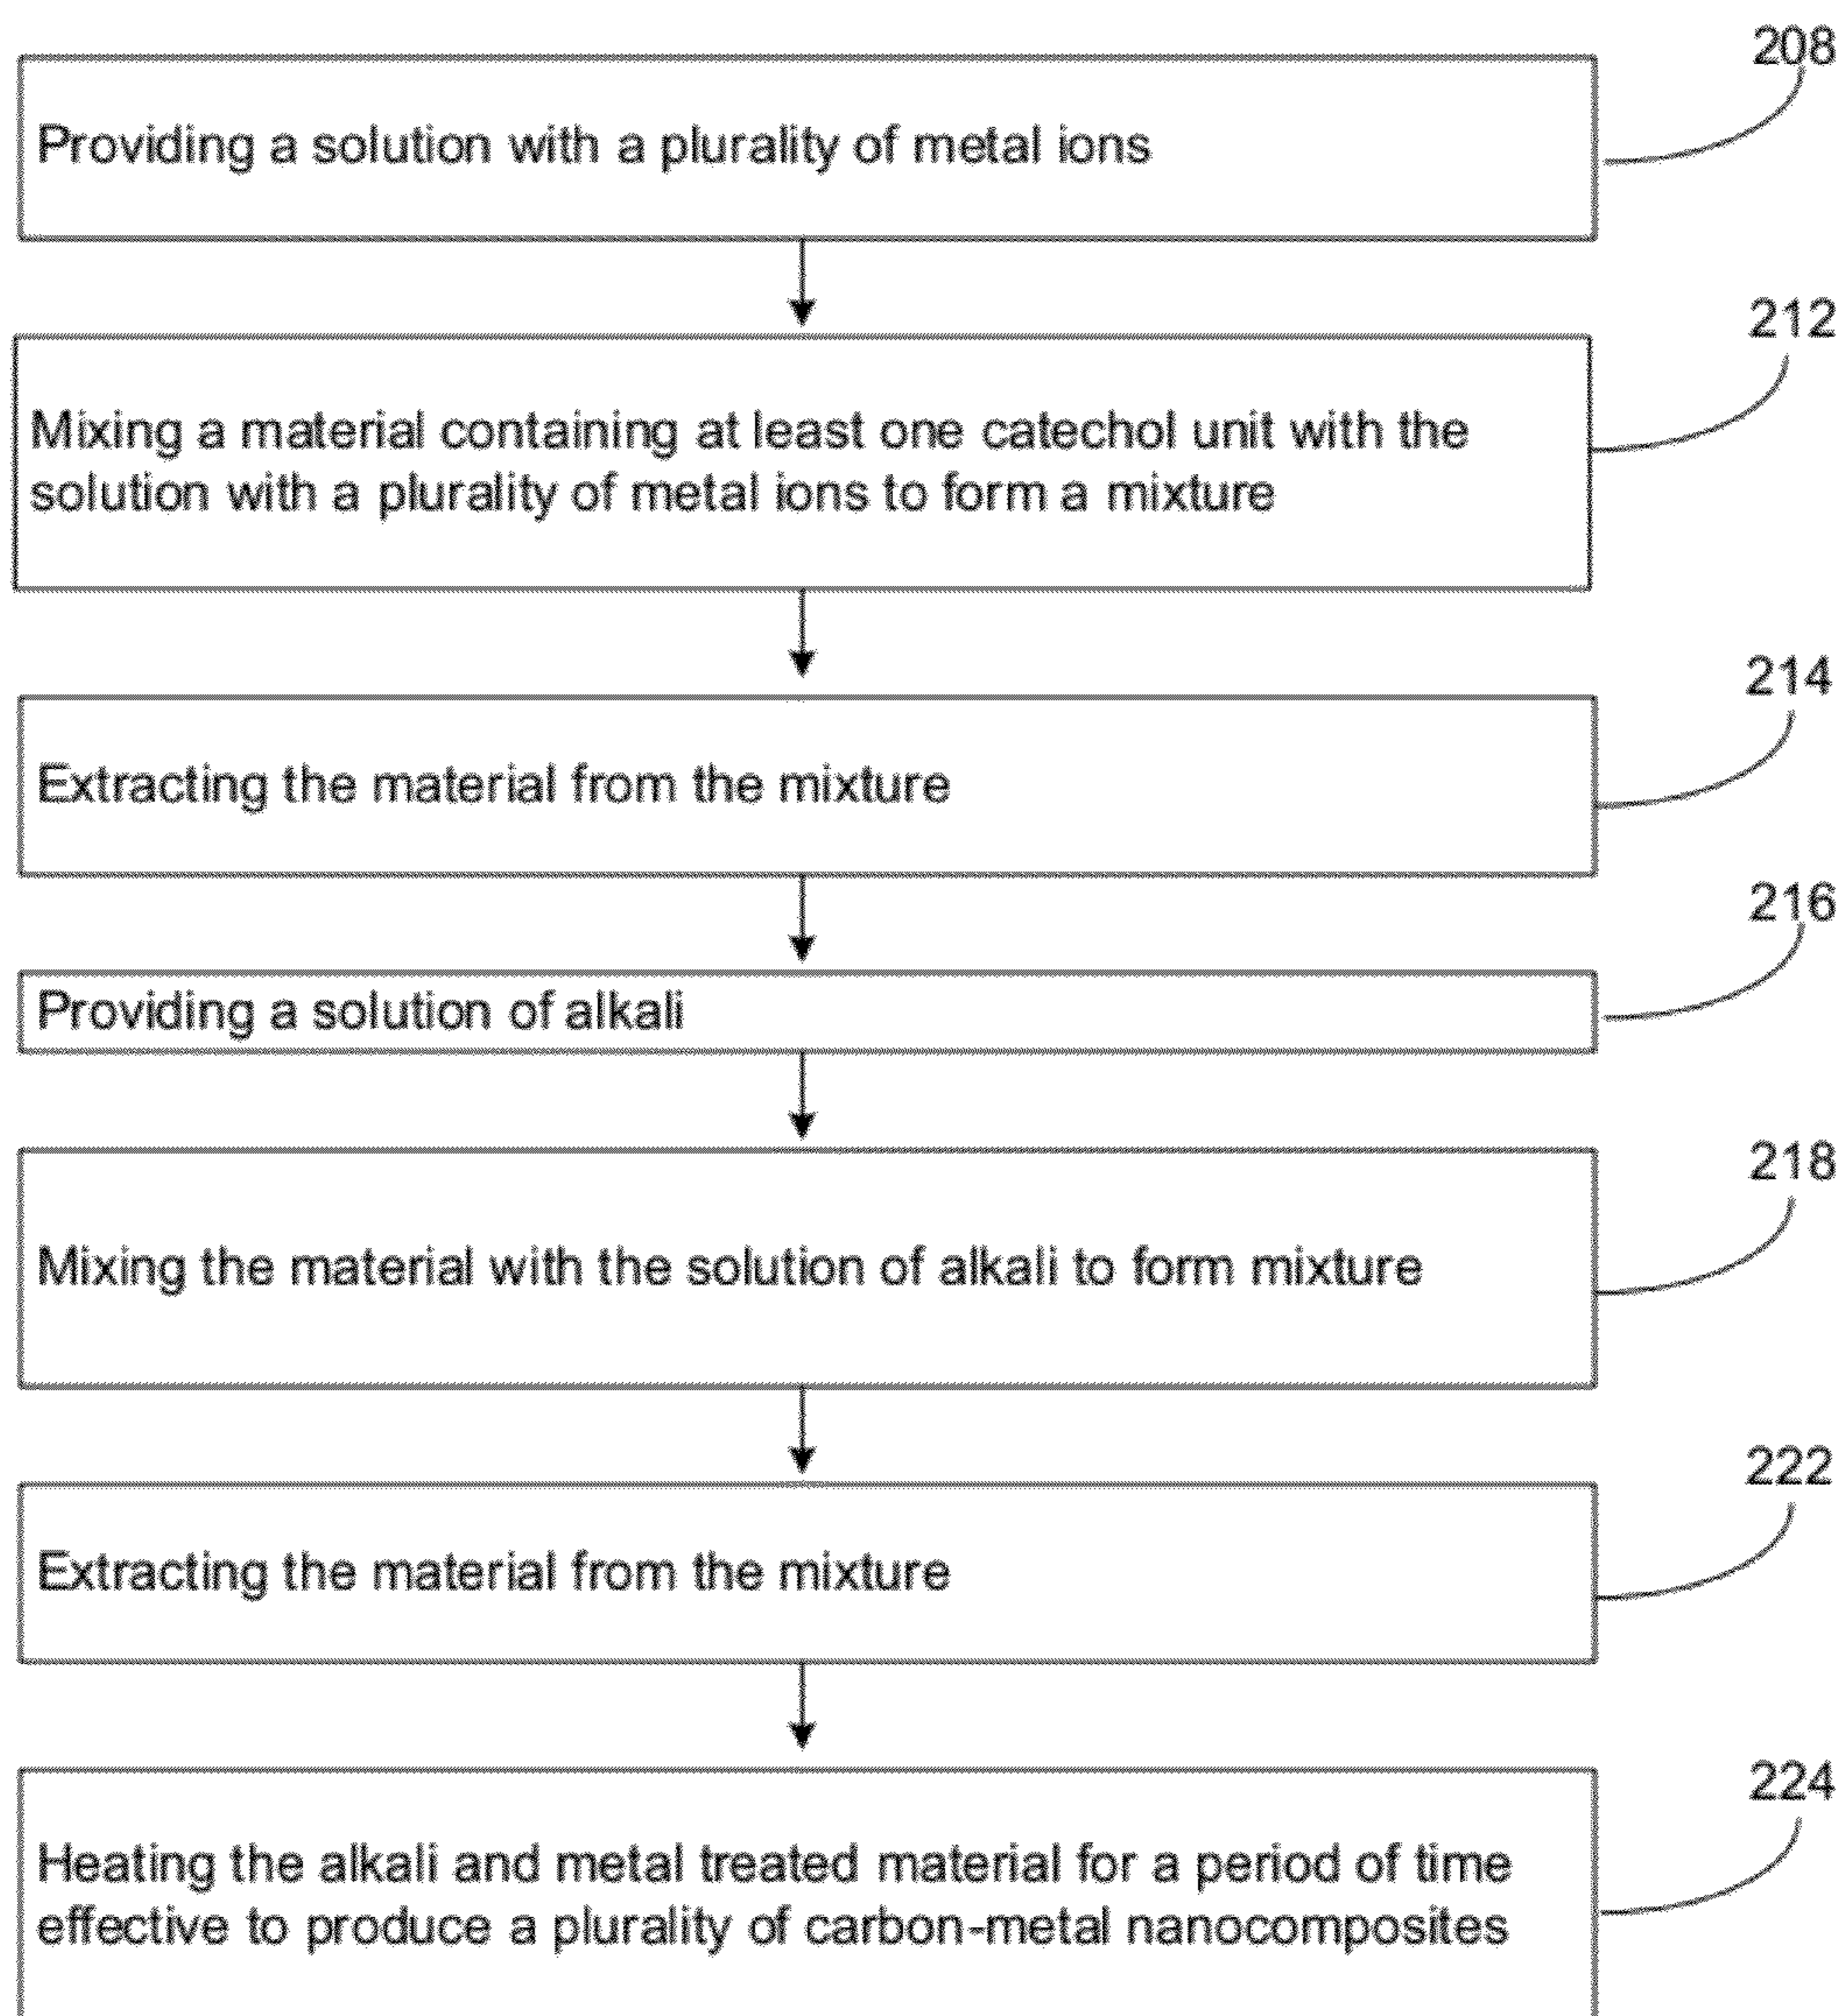 208
Providing a solution with a plurality of metal ions
212
Mixing a material containing at least one catechol unit with the
solution with a plurality of metal ions to form a mixture
214
Extracting the material from the mixture
216
Providing a solution of alkali
218
Mixing the material with the solution of alkali to form mixture
222
Extracting the material from the mixture
224
Heating the alkali and metal treated material for a period of time
effective to produce a plurality of carbon-metal nanocomposites